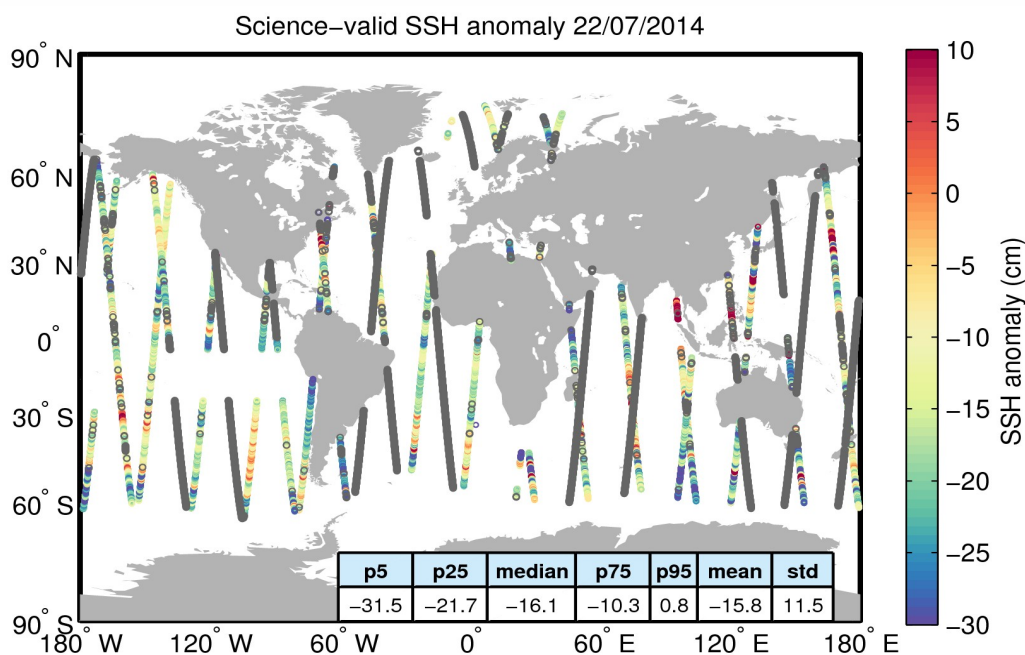 Science−valid SSH anomaly 22/07/2014
90° N
60° N
30° N
0°
30° S
60° S
90° S
180° W
120° W
60° W
0°
60° E
120° E
180° E
p5 p25 median p75 p95 mean std
−31.5 −21.7 −16.1 −10.3 0.8 −15.8 11.5
10
5
0
−5
−10
−15
−20
−25
−30
SSH anomaly (cm)